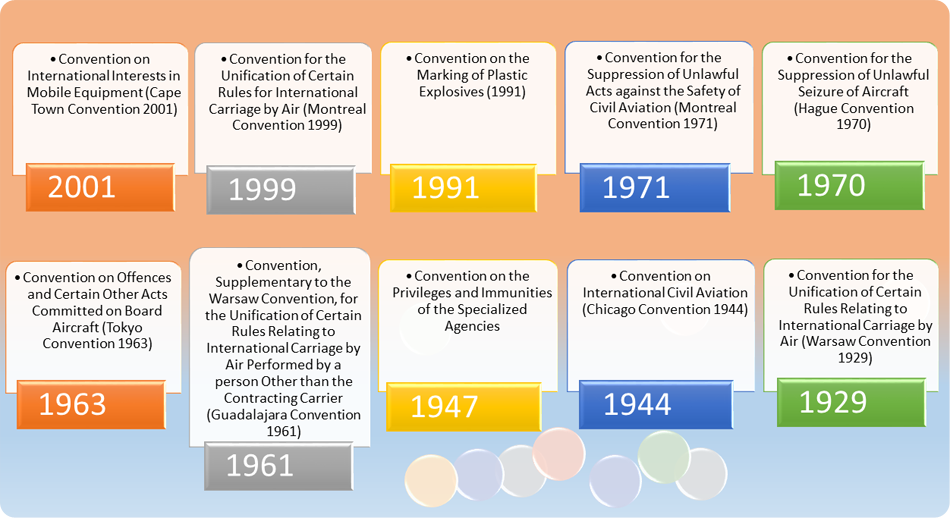 • Convention on
International Interests in
Mobile Equipment (Cape
Town Convention 2001)
2001
• Convention for the
Unification of Certain
Rules for International
Carriage by Air (Montreal
Convention 1999)
1999
• Convention on the
Marking of Plastic
Explosives (1991)
1991
• Convention for the
Suppression of Unlawful
Acts against the Safety of
Civil Aviation (Montreal
Convention 1971)
1971
• Convention for the
Suppression of Unlawful
Seizure of Aircraft
(Hague Convention
1970)
1970
• Convention on Offences
and Certain Other Acts
Committed on Board
Aircraft (Tokyo
Convention 1963)
1963
• Convention,
Supplementary to the
Warsaw Convention, for
the Unification of Certain
Rules Relating to
International Carriage by
Air Performed by a
person Other than the
Contracting Carrier
(Guadalajara Convention
1961)
1961
• Convention on the
Privileges and Immunities
of the Specialized
Agencies
1947
• Convention on
International Civil Aviation
(Chicago Convention 1944)
1944
• Convention for the
Unification of Certain
Rules Relating to
International Carriage by
Air (Warsaw Convention
1929)
1929